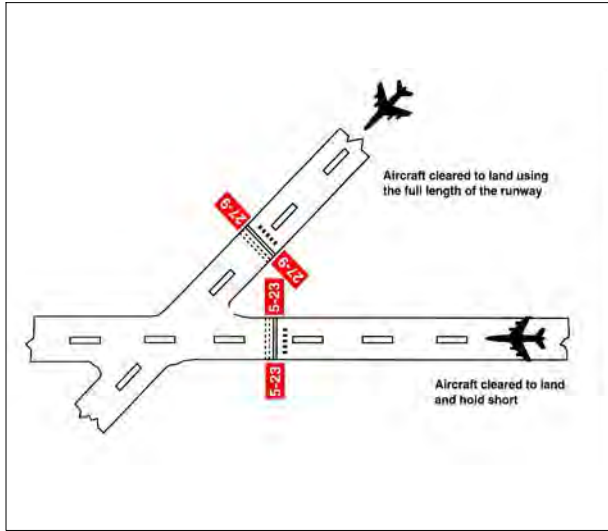 Aircraft cleared to land using
the full length of the runway
27-9
27-9
5-23
5-23
Aircraft cleared to land
and hold short